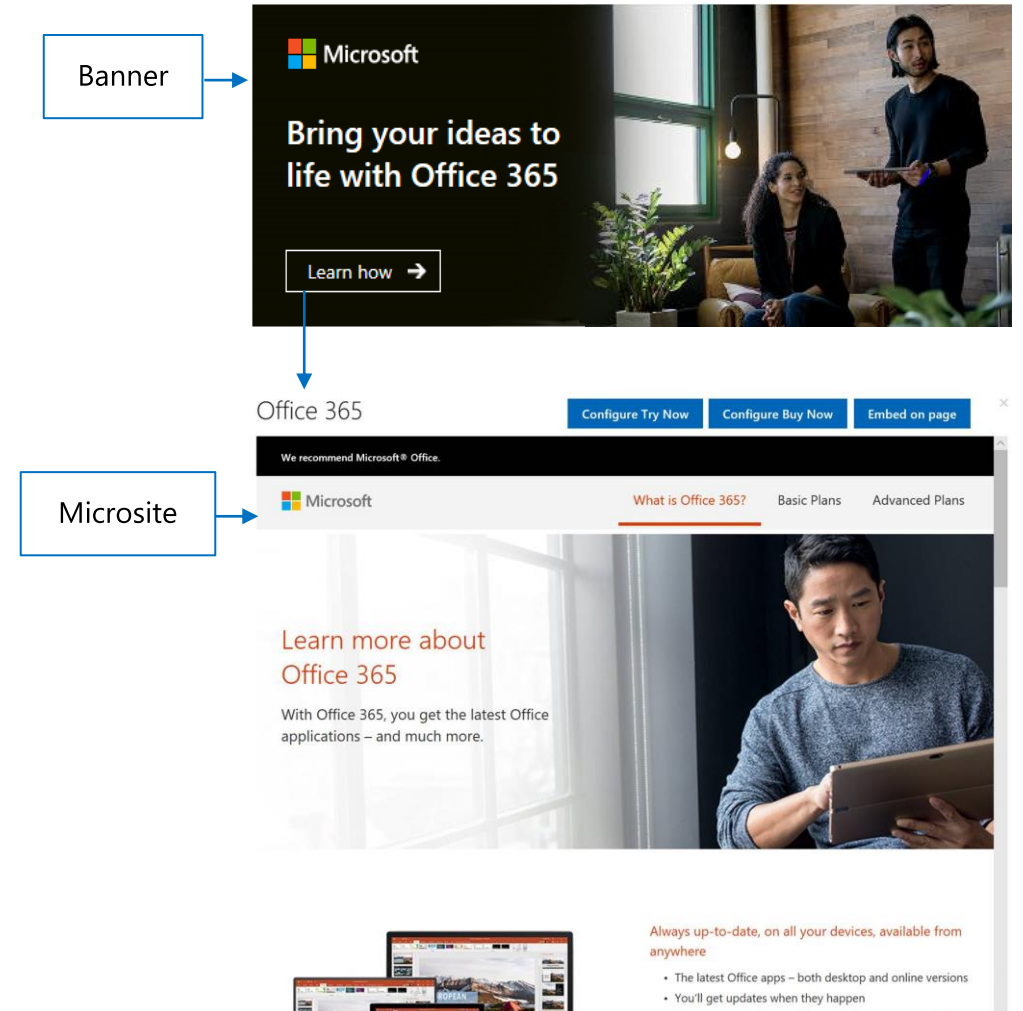 Banner
Microsoft
Bring your ideas to
life with Office 365
Learn how
Office 365
Configure Try Now
Configure Buy Now
Embed on page
We recommend Microsoft® Office.
Microsite
Microsoft
What is Office 365?
Basic Plans
Advanced Plans
Learn more about
Office 365
With Office 365, you get the latest Office
applications – and much more.
Always up-to-date, on all your devices, available from
anywhere
• The latest Office apps – both desktop and online versions
• You'll get updates when they happen